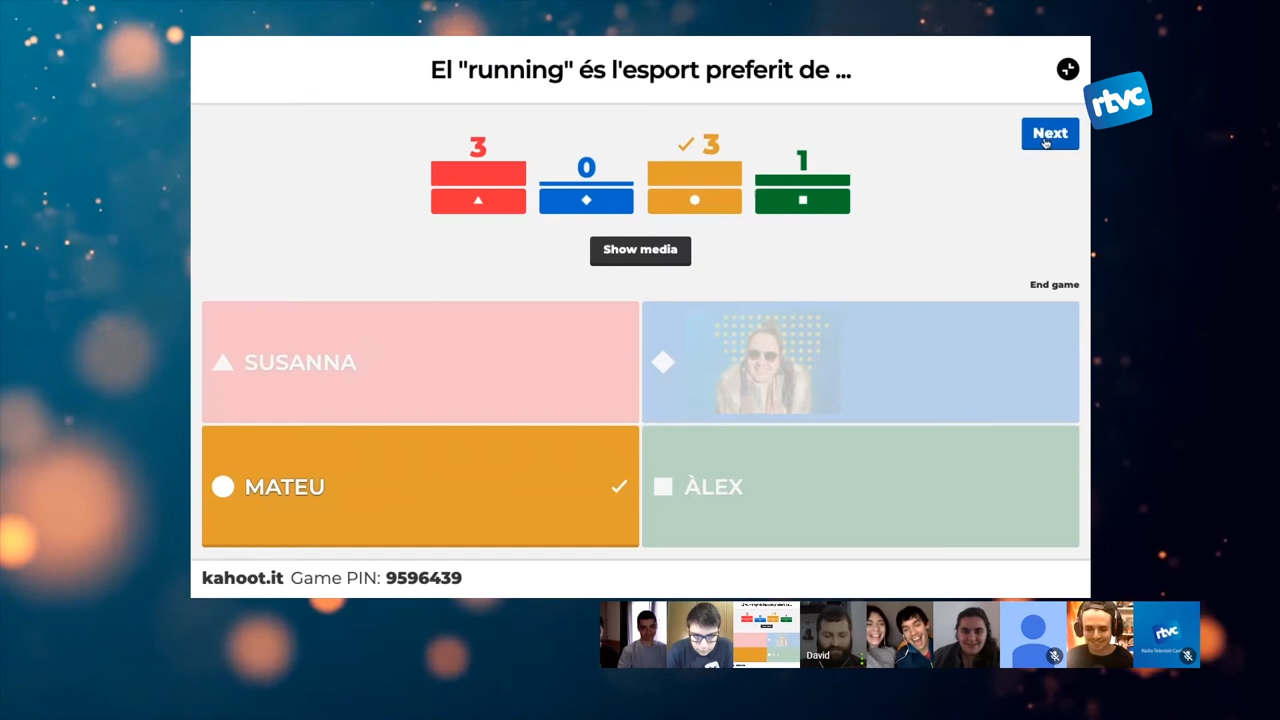 El "running" és l'esport preferit de ...
rtvc
Next
3
0
3
1
Show media
End game
SUSANNA
MATEU
ÀLEX
kahoot.it Game PIN: 9596439
David
rtvc